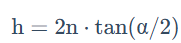 h = 2n · tan(α/2)